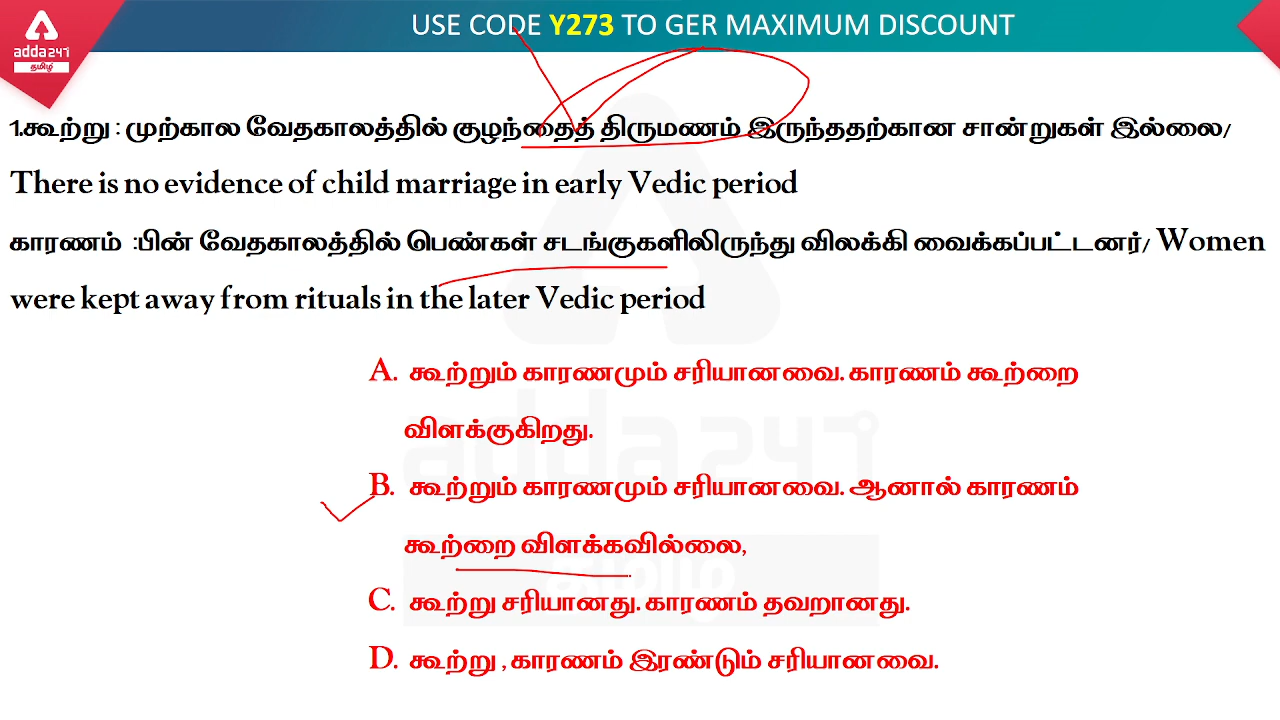 USE CODE Y273 TO GER MAXIMUM DISCOUNT
adda247
தமிழ்
1.கூற்று : முற்கால வேதகாலத்தில் குழந்தைத் திருமணம் இருந்ததற்கான சான்றுகள் இல்லை/
There is no evidence of child marriage in early Vedic period
காரணம் :பின் வேதகாலத்தில் பெண்கள் சடங்குகளிலிருந்து விலக்கி வைக்கப்பட்டனர்/ Women
were kept away from rituals in the later Vedic period
A. கூற்றும் காரணமும் சரியானவை. காரணம் கூற்றை
விளக்குகிறது.
B. கூற்றும் காரணமும் சரியானவை. ஆனால் காரணம்
கூற்றை விளக்கவில்லை,
C. கூற்று சரியானது. காரணம் தவறானது.
D. கூற்று , காரணம் இரண்டும் சரியானவை.
adda247
தமிழ்